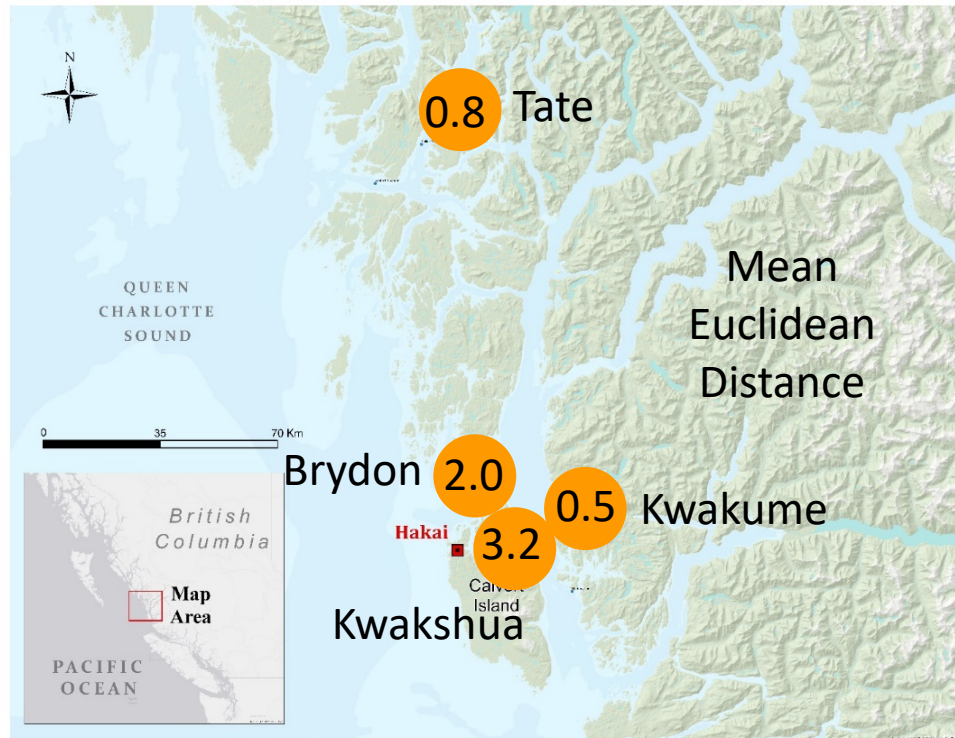 N
0.8 Tate
QUEEN
CHARLOTTE
SOUND
Mean
Euclidean
Distance
0 35 70 Km
Brydon 2.0
0.5 Kwakume
Hakai
3.2
Calvert
Island
Kwakshua
British
Columbia
Map
Area
PACIFIC
OCEAN